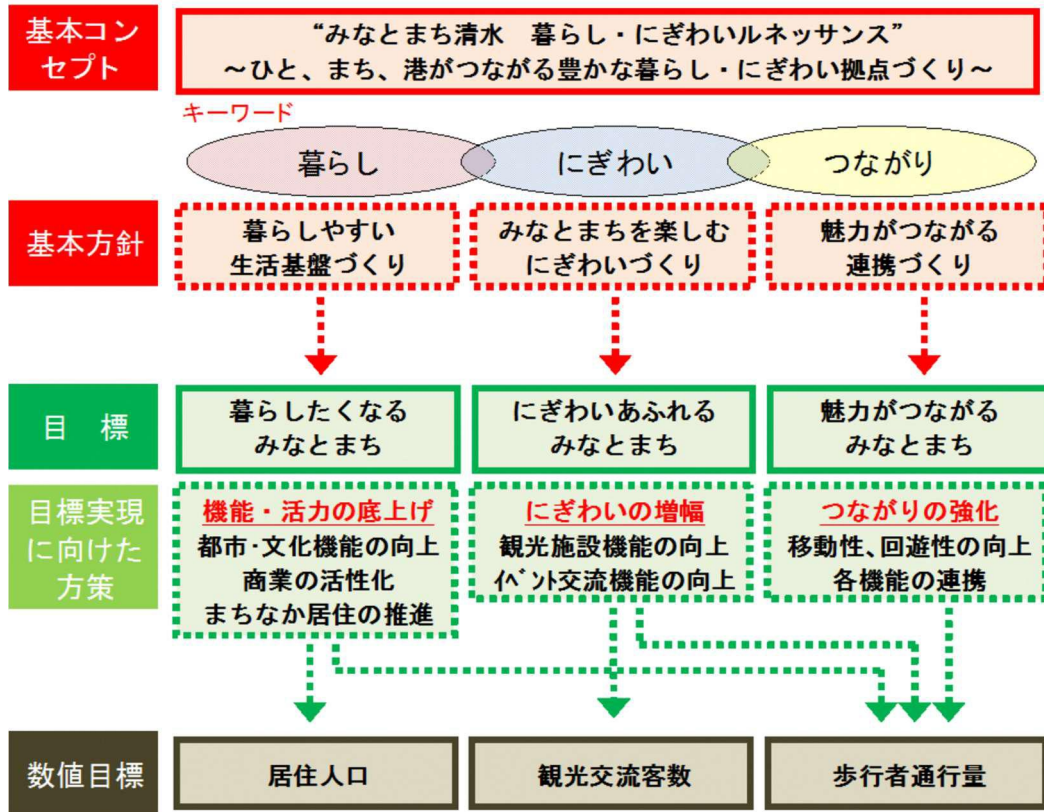 基本コン
セプト
“みなとまち清水　暮らし・にぎわいルネッサンス”
～ひと、まち、港がつながる豊かな暮らし・にぎわい拠点づくり～
キーワード
暮らし
にぎわい
つながり
基本方針
暮らしやすい
生活基盤づくり
みなとまちを楽しむ
にぎわいづくり
魅力がつながる
連携づくり
目　標
暮らしたくなる
みなとまち
にぎわいあふれる
みなとまち
魅力がつながる
みなとまち
目標実現
に向けた
方策
機能・活力の底上げ
都市・文化機能の向上
商業の活性化
まちなか居住の推進
にぎわいの増幅
観光施設機能の向上
ｲﾍﾞﾝﾄ交流機能の向上
つながりの強化
移動性、回遊性の向上
各機能の連携
数値目標
居住人口
観光交流客数
歩行者通行量